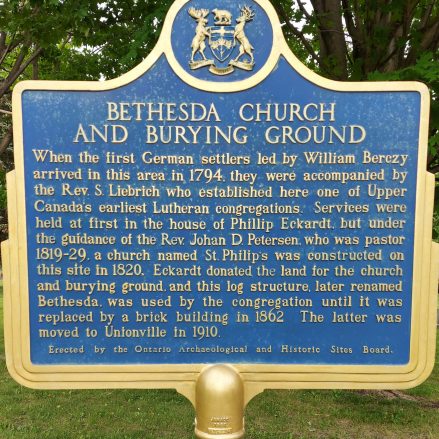 BETHESDA CHURCH
AND BURYING GROUND
When the first German settlers led by William Berczy
arrived in this area in 1794, they were accompanied
by the Rev. S. Liebrich who established here one of Upper
Canada's earliest Lutheran congregations. Services were
held at first in the house of Phillip Eckardt, but under
the guidance of the Rev. Johan D. Petersen, who was pastor
1819-29, a church named St. Philip's was constructed on
this site in 1820. Eckardt donated the land for the church
and burying ground, and this log structure, later renamed
Bethesda, was used by the congregation until it was
replaced by a brick building in 1862 The latter was
moved to Unionville in 1910.
Erected by the Ontario Archaeological and Historic Sites Board.